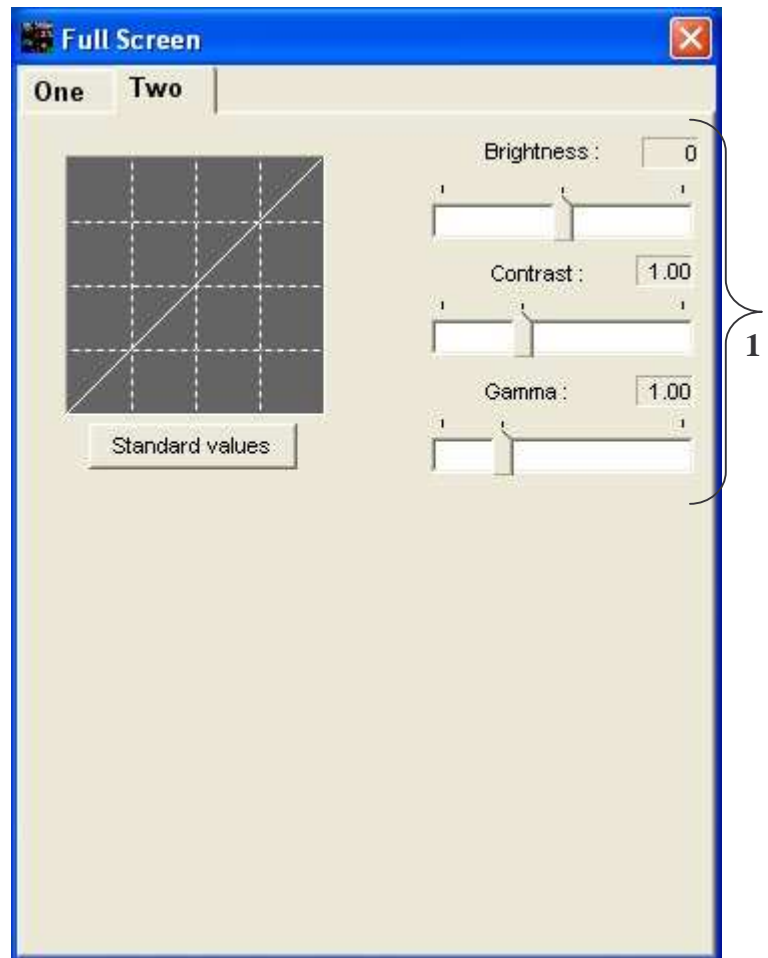 Full Screen
One Two
Brightness : 0
Contrast : 1.00
Gamma : 1.00
Standard values
1